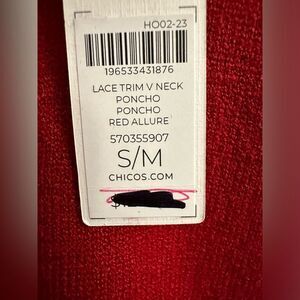 HO02-23
196533431876
LACE TRIM V NECK
PONCHO
PONCHO
RED ALLURE
570355907
S/M
CHICOS.COM